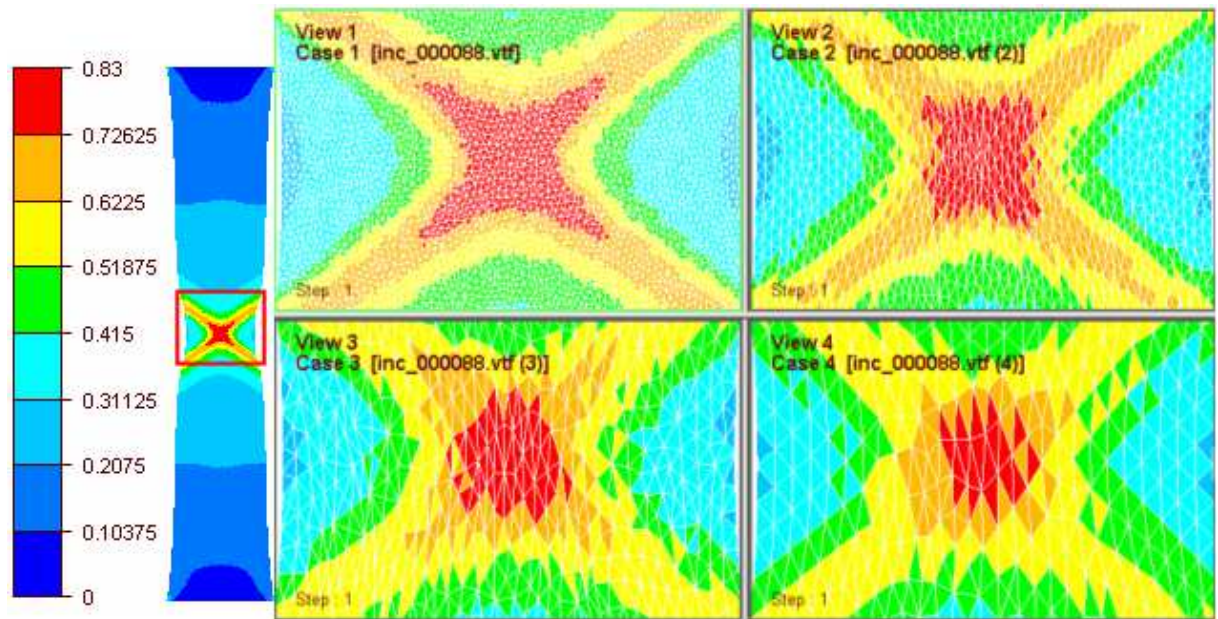 0.83
0.72625
0.6225
0.51875
0.415
0.31125
0.2075
0.10375
0
View 1
Case 1 [inc_000088.vtf]
Step : 1
View 2
Case 2 [inc_000088.vtf (2)]
Step : 1
View 3
Case 3 [inc_000088.vtf (3)]
Step : 1
View 4
Case 4 [inc_000088.vtf (4)]
Step : 1